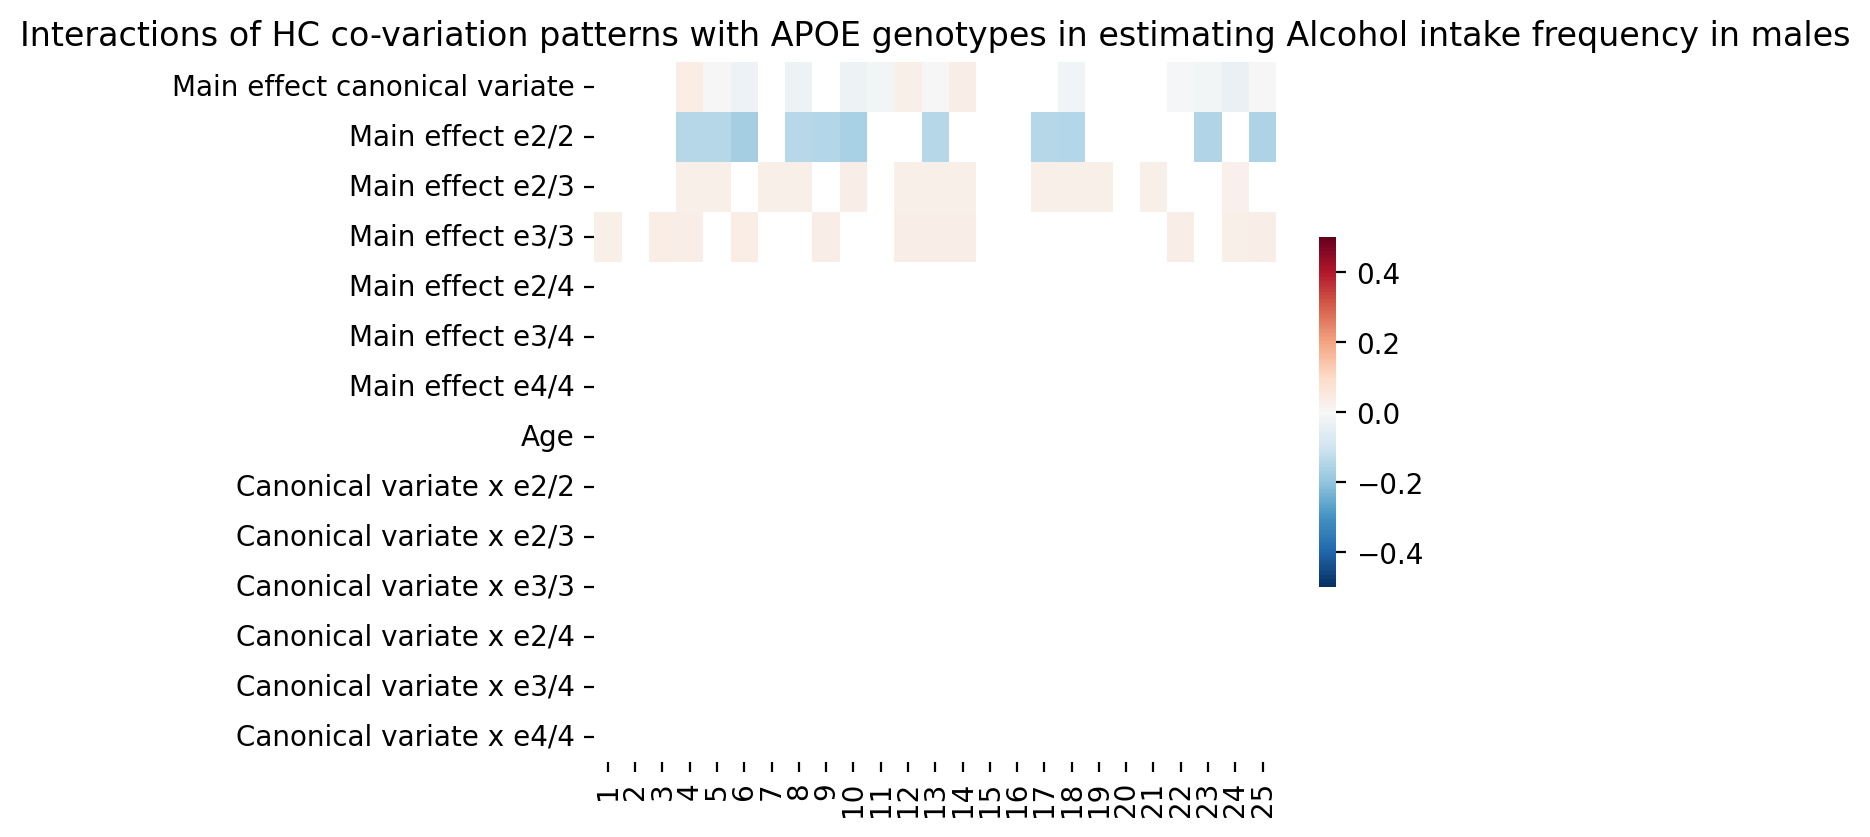 Interactions of HC co-variation patterns with APOE genotypes in estimating Alcohol intake frequency in males
Main effect canonical variate
Main effect e2/2
Main effect e2/3
Main effect e3/3
Main effect e2/4
Main effect e3/4
Main effect e4/4
Age
Canonical variate x e2/2
Canonical variate x e2/3
Canonical variate x e3/3
Canonical variate x e2/4
Canonical variate x e3/4
Canonical variate x e4/4
1
2
3
4
5
6
7
8
9
10
11
12
13
14
15
16
17
18
19
20
21
22
23
24
25
0.4
0.2
0.0
−0.2
−0.4